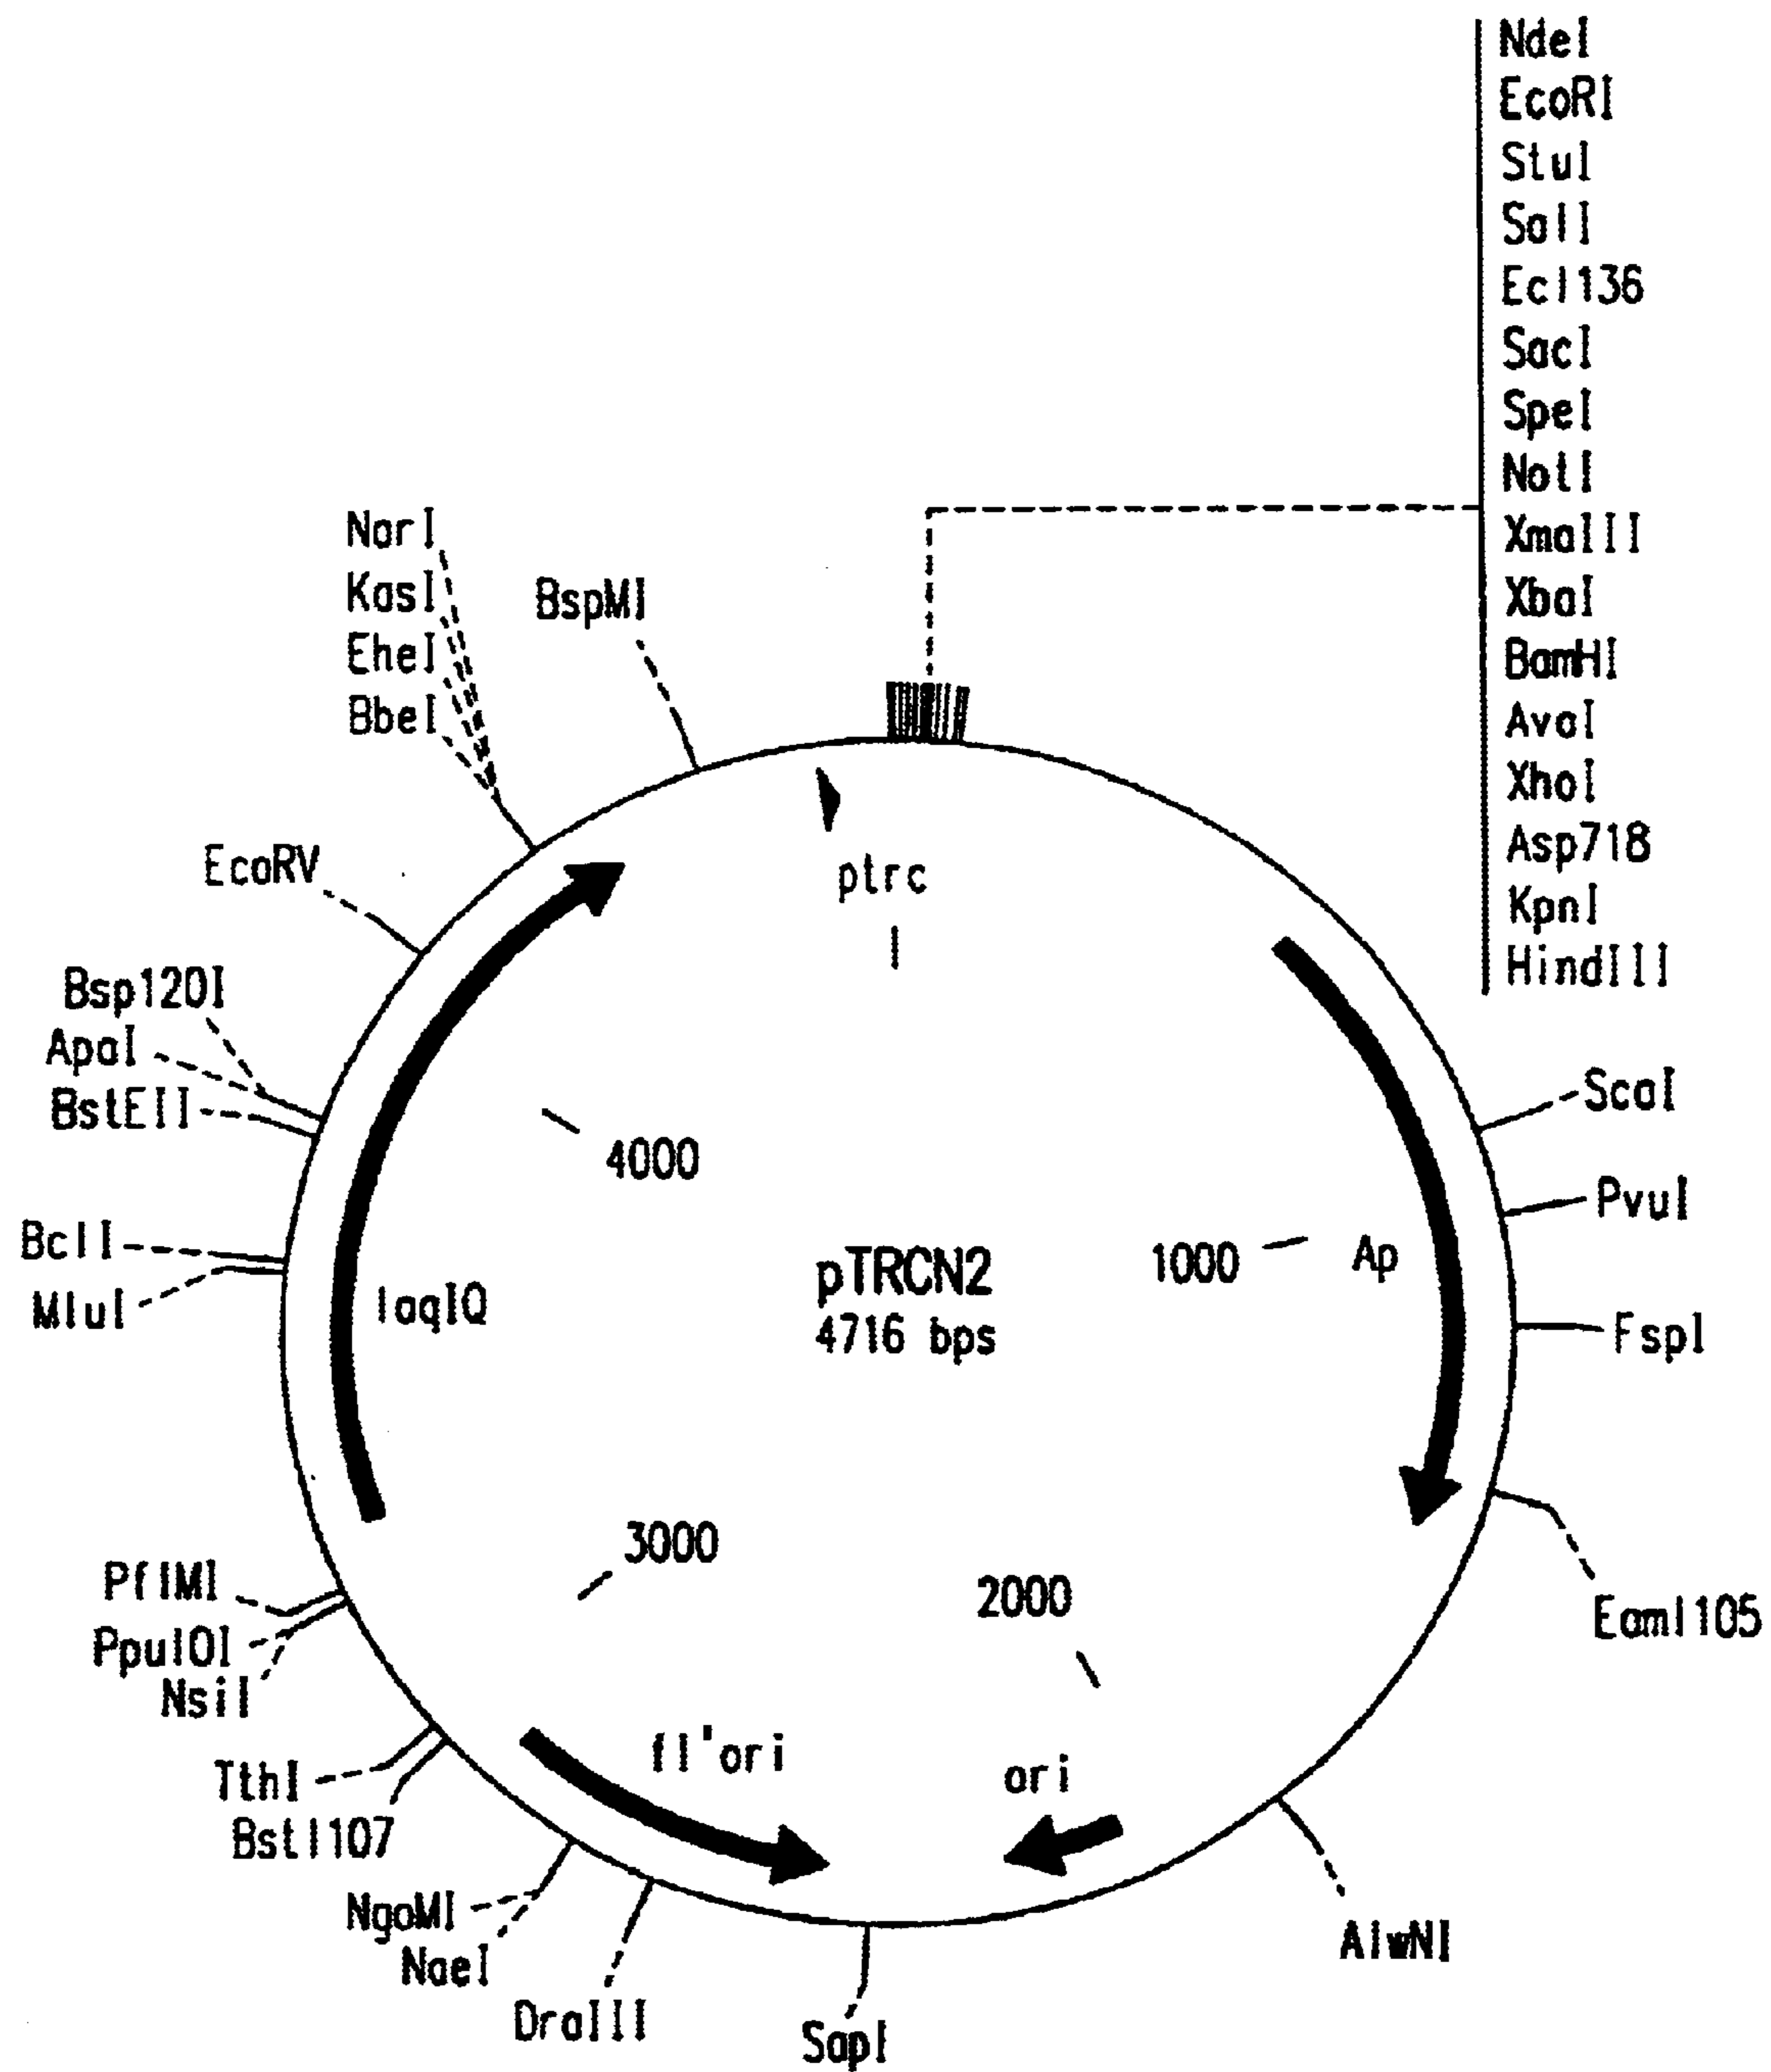 NdeI
EcoRI
StuI
SalI
Ecl136
SacI
SpeI
NotI
XmaIII
XbaI
BamHI
AvaI
XhoI
Asp718
KpnI
HindIII
NarI
KasI
EheI
BbeI
BspMI
EcoRV
Bsp120I
ApaI
BstEII
BclI
MluI
PflMI
Ppu10I
NsiI
TthI
Bst1107
NgoMI
NaeI
DraIII
SapI
AlwNI
Eam1105
FspI
PvuI
ScaI
ptrc
1
4000
1000
Ap
pTRCN2
4716 bps
laqIQ
3000
2000
f1'ori
ori